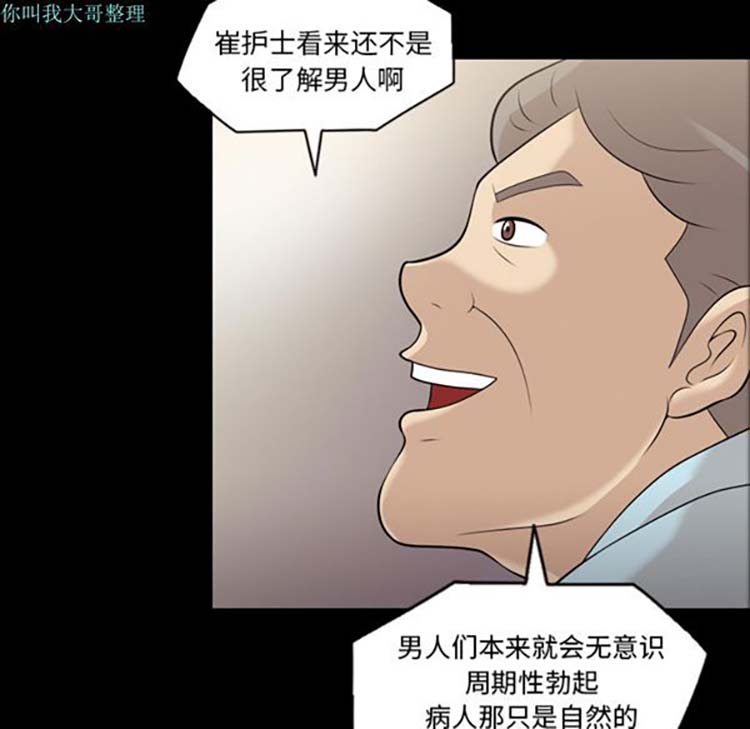 你叫我大哥整理
崔护士看来还不是
很了解男人啊
男人们本来就会无意识
周期性勃起
病人那只是自然的